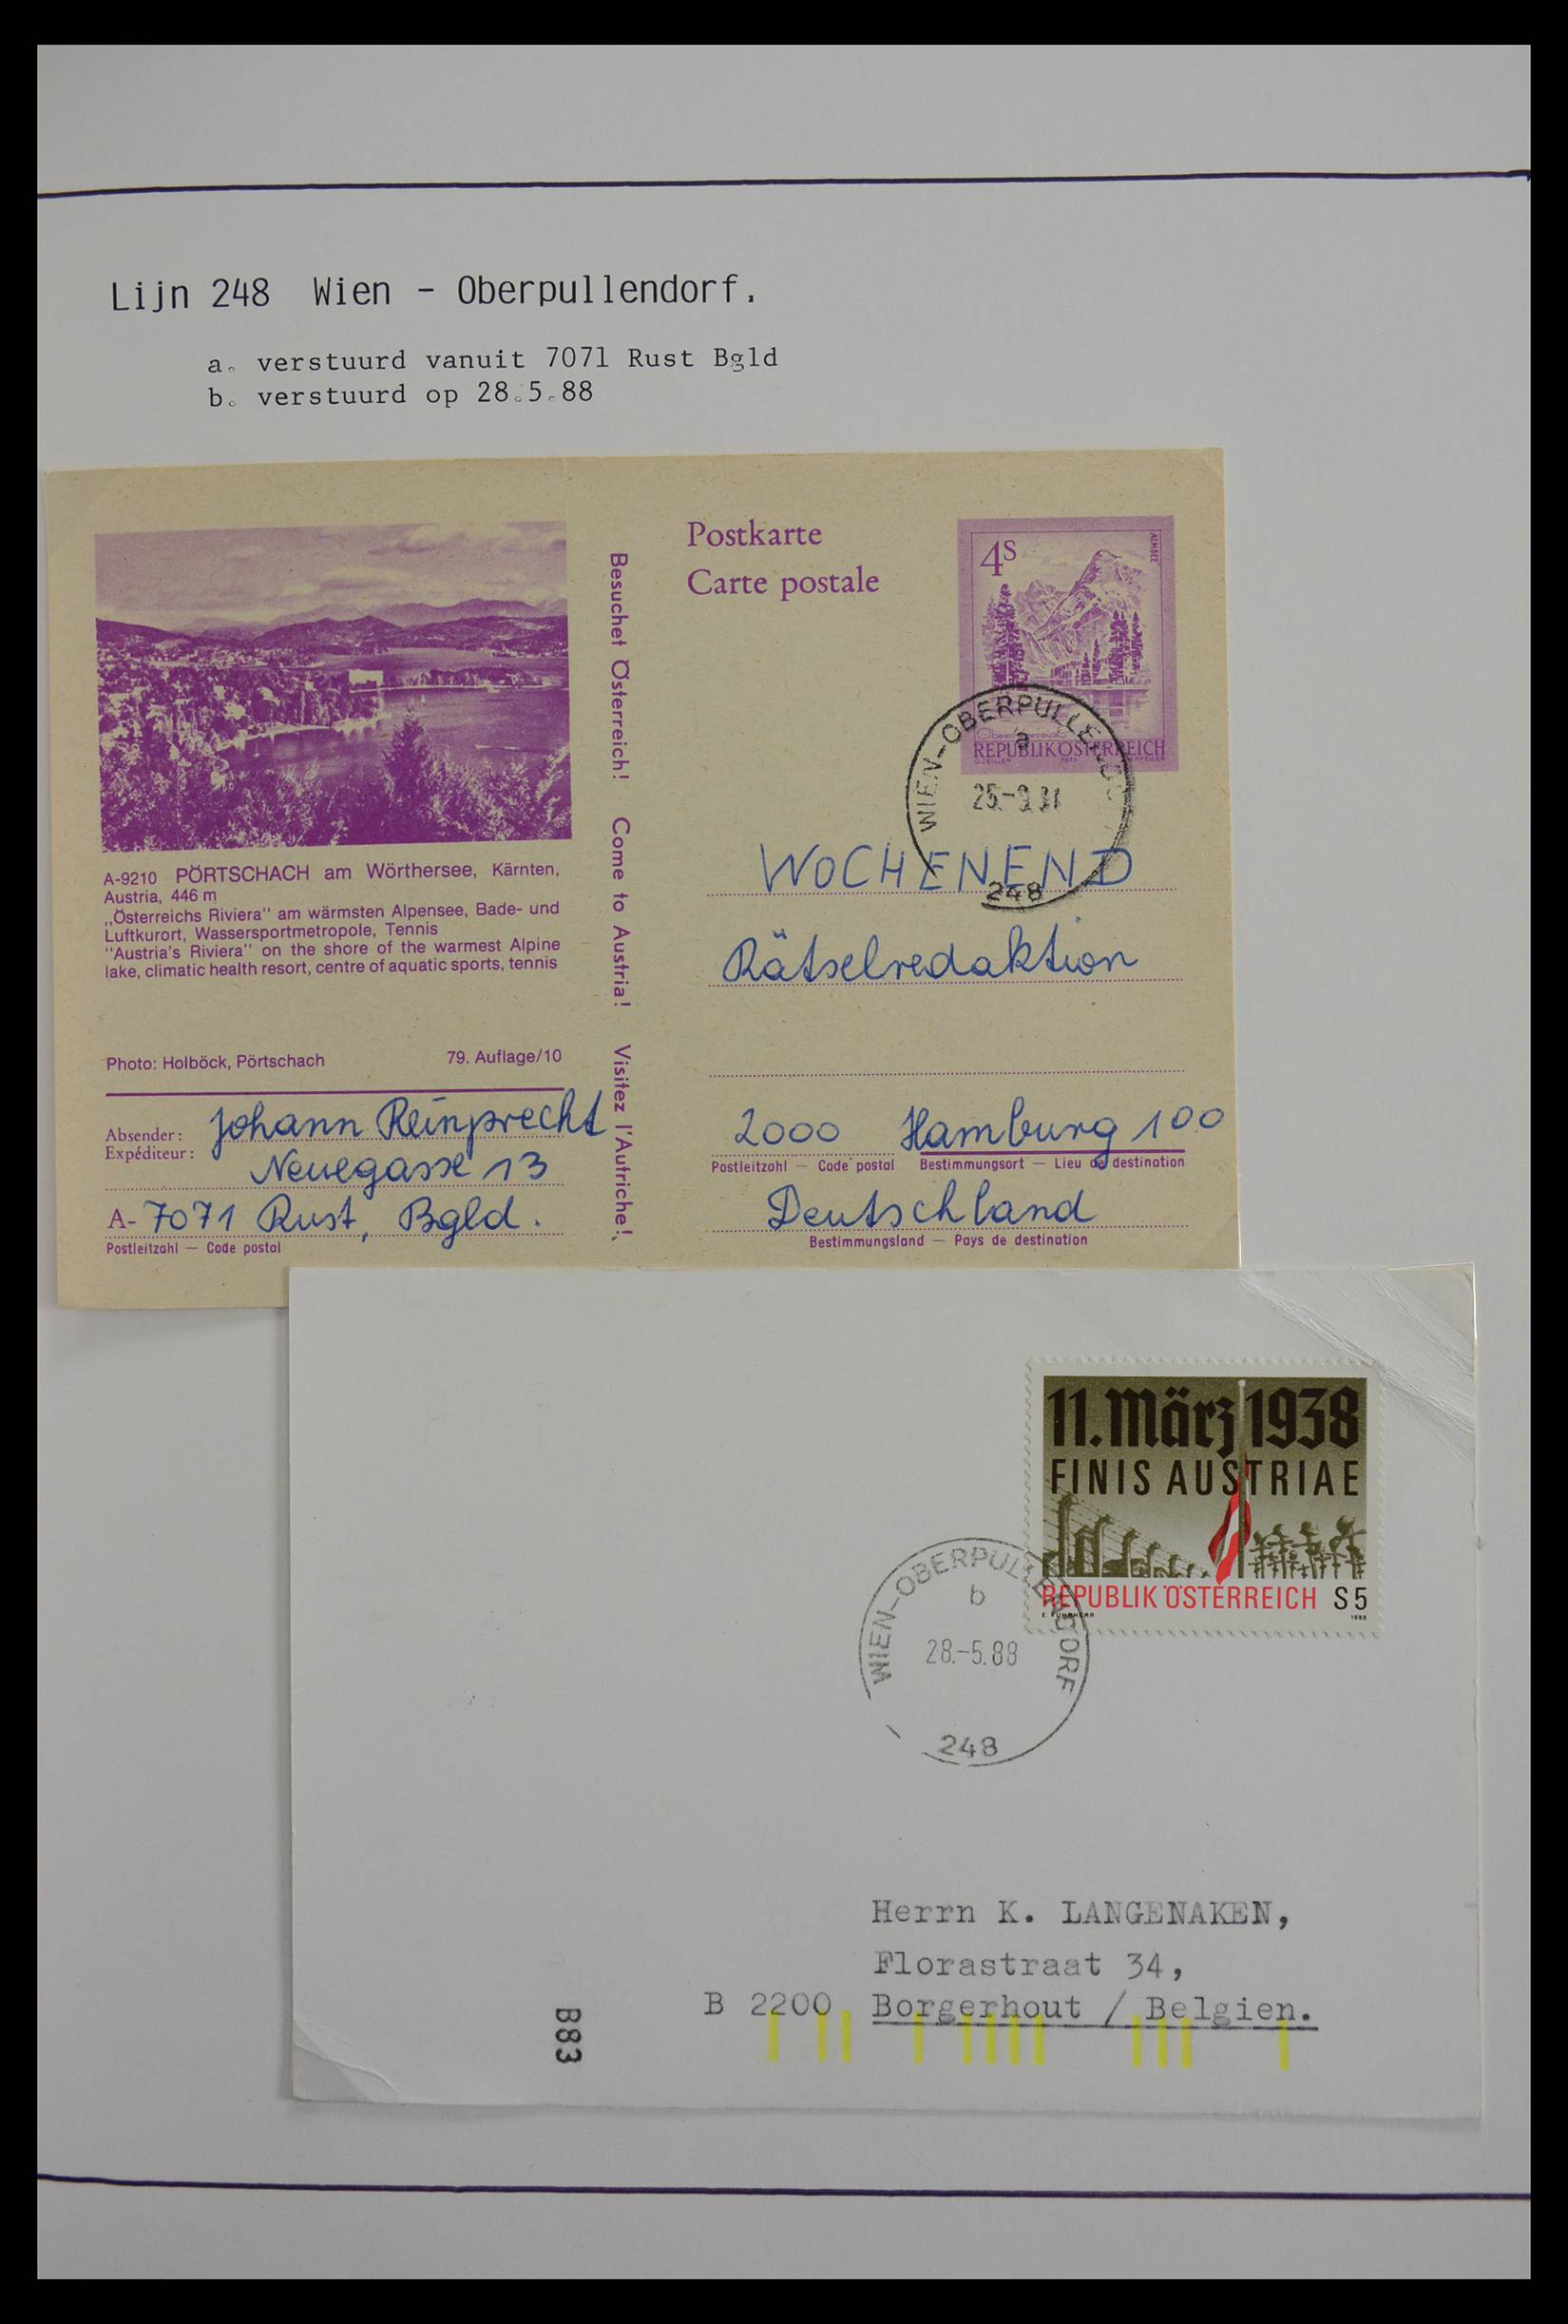 Lijn 248 Wien - Oberpullendorf.
a. verstuurd vanuit 7071 Rust Bgld
b. verstuurd op 28.5.88
Postkarte
Carte postale
4S
ALMSEE
REPUBLIK ÖSTERREICH
WIEN-OBERPULLEND
a
248
Besuchet Österreich! Come to Austria! Visitez l'Autriche!
A-9210 PÖRTSCHACH am Wörthersee, Kärnten,
Austria, 446 m
„Österreichs Riviera" am wärmsten Alpensee, Bade- und
Luftkurort, Wassersportmetropole, Tennis
"Austria's Riviera" on the shore of the warmest Alpine
lake, climatic health resort, centre of aquatic sports, tennis
Photo: Holböck, Pörtschach 79. Auflage/10
Absender: Johann Reinprecht
Expéditeur:
Neuegasse 13
A- 7071 Rust, Bgld.
Postleitzahl — Code postal
WOCHENEND
Rätselredaktion
2000 Hamburg 100
Postleitzahl — Code postal Bestimmungsort — Lieu de destination
Deutschland
Bestimmungsland — Pays de destination
11. März 1938
FINIS AUSTRIAE
REPUBLIK ÖSTERREICH S5
1988
WIEN-OBERPULLENDORF
b
28.-5.88
248
Herrn K. LANGENAKEN,
Florastraat 34,
B 2200 Borgerhout / Belgien.
B83